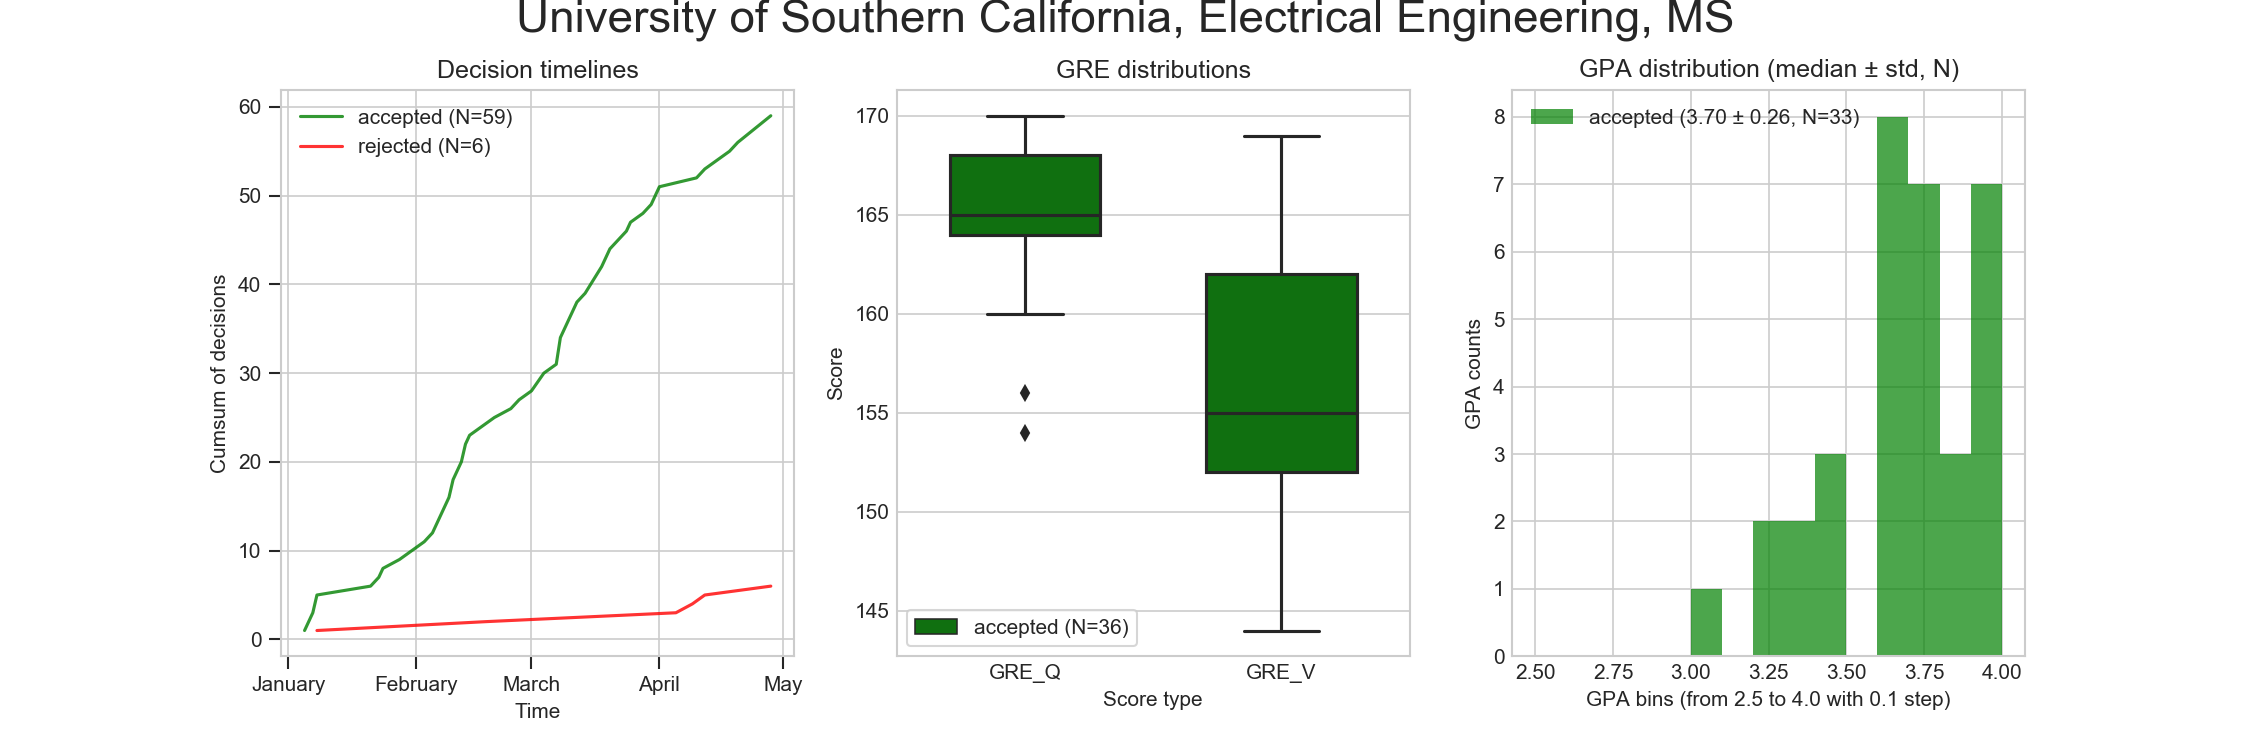 University of Southern California, Electrical Engineering, MS
Decision timelines
accepted (N=59)
rejected (N=6)
60
50
40
30
20
10
0
Cumsum of decisions
January February March April May
Time
GRE distributions
170
165
160
155
150
145
Score
accepted (N=36)
GRE_Q GRE_V
Score type
GPA distribution (median ± std, N)
accepted (3.70 ± 0.26, N=33)
8
7
6
5
4
3
2
1
0
GPA counts
2.50 2.75 3.00 3.25 3.50 3.75 4.00
GPA bins (from 2.5 to 4.0 with 0.1 step)